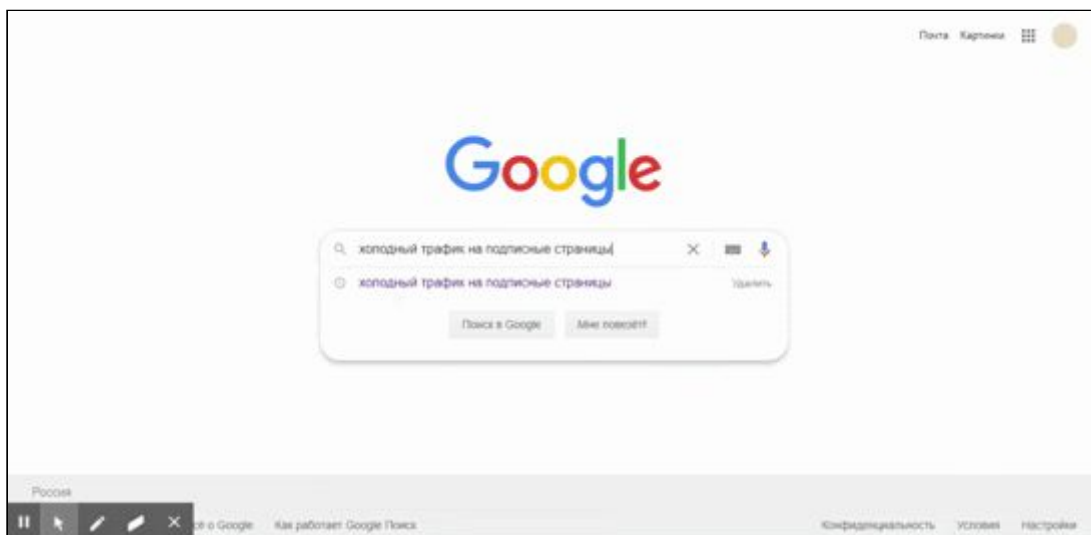 Почта Картинки
Google
холодный трафик на подписные страницы
холодный трафик на подписные страницы Удалить
Поиск в Google Мне повезёт!
Россия
сё о Google Как работает Google Поиск Конфиденциальность Условия Настройки